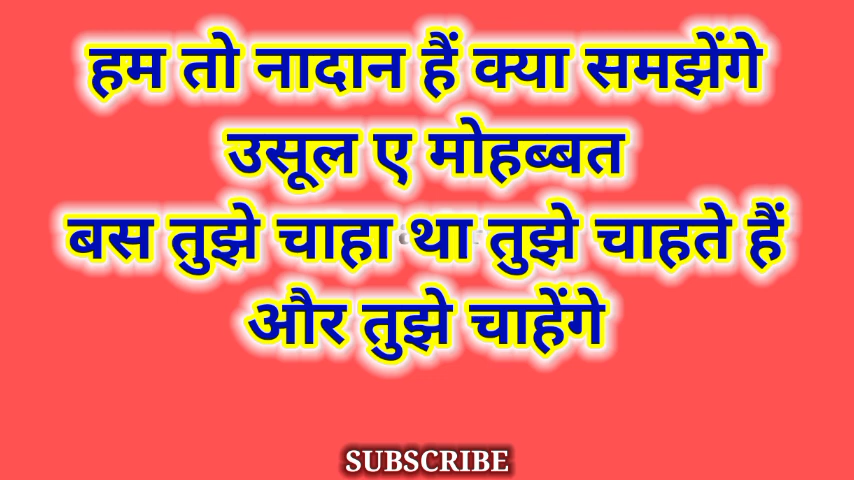 हम तो नादान हैं क्या समझेंगे
उसूल ए मोहब्बत
बस तुझे चाहा था तुझे चाहते हैं
और तुझे चाहेंगे
SUBSCRIBE